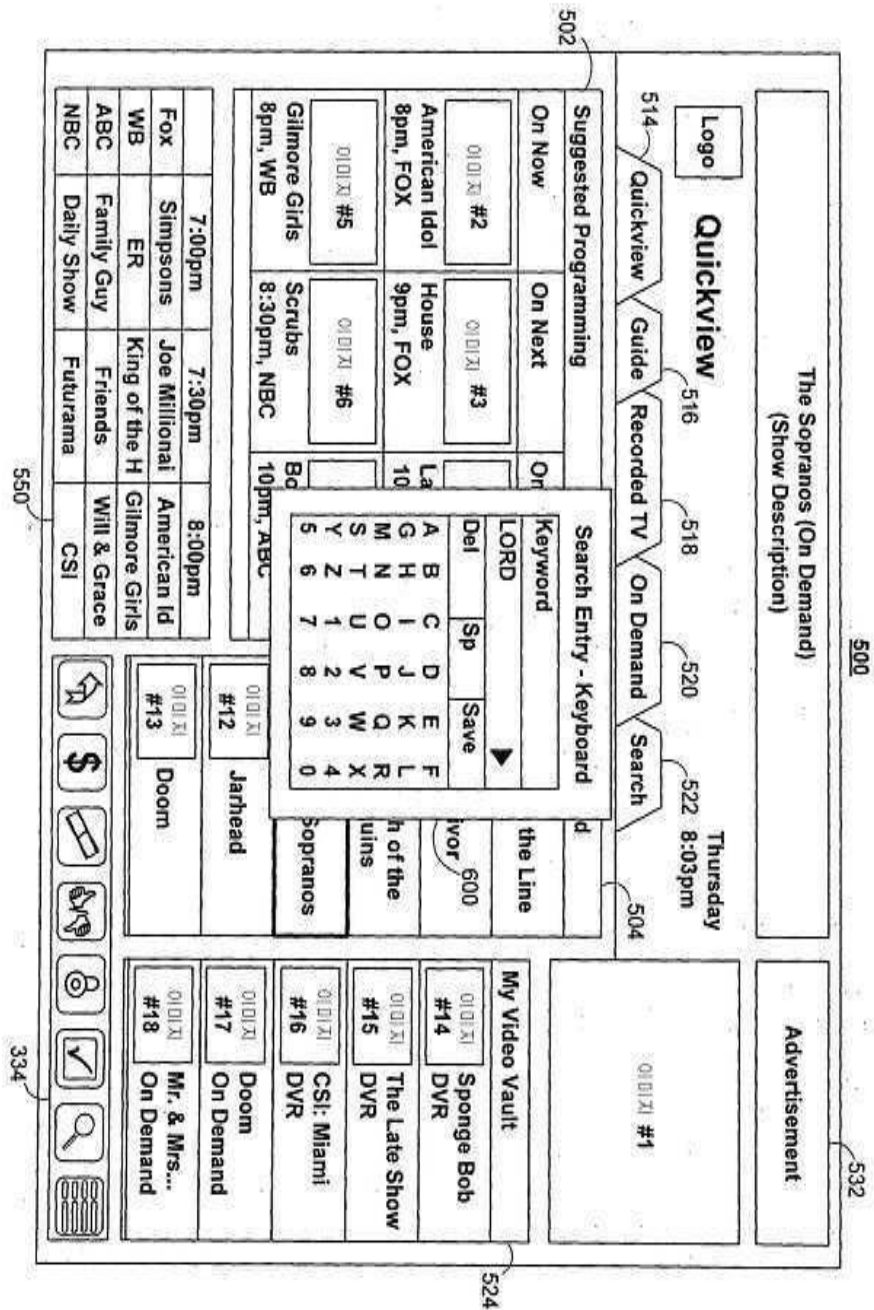 500
The Sopranos (On Demand)
(Show Description)
Advertisement
532
Logo
Quickview
Thursday
8:03pm
이미지 #1
514
Quickview
Guide
516
Recorded TV
518
On Demand
520
Search
522
504
502
Suggested Programming
On Now
On Next
On
이미지 #2
American Idol
8pm, FOX
이미지 #3
House
9pm, FOX
La
10
이미지 #5
Gilmore Girls
8pm, WB
이미지 #6
Scrubs
8:30pm, NBC
Bo
10pm, ABC
Search Entry - Keyboard
Keyword
LORD
Del
Sp
Save
A B C D E F
G H I J K L
M N O P Q R
S T U V W X
Y Z 1 2 3 4
5 6 7 8 9 0
600
d
the Line
ivor
h of the
uins
Sopranos
이미지
#12
Jarhead
이미지
#13
Doom
My Video Vault
524
이미지
#14
Sponge Bob
DVR
이미지
#15
The Late Show
DVR
이미지
#16
CSI: Miami
DVR
이미지
#17
Doom
On Demand
이미지
#18
Mr. & Mrs...
On Demand
7:00pm 7:30pm 8:00pm
Fox Simpsons Joe Millionai American Id
WB ER King of the H Gilmore Girls
ABC Family Guy Friends Will & Grace
NBC Daily Show Futurama CSI
$
550
334